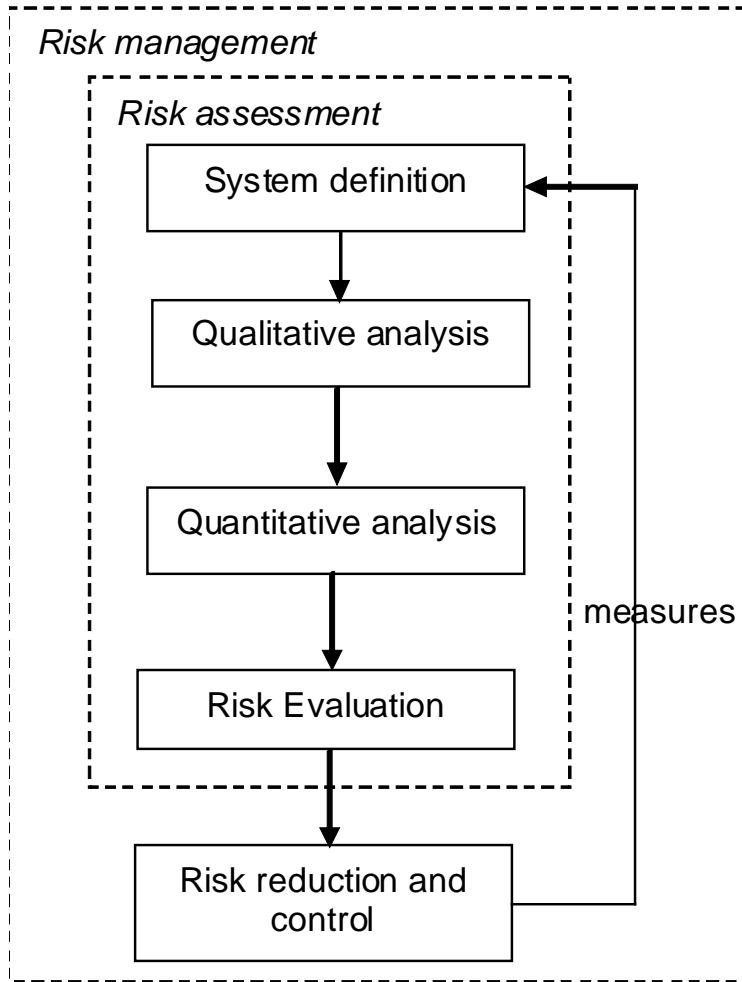 Risk management
Risk assessment
System definition
Qualitative analysis
Quantitative analysis
measures
Risk Evaluation
Risk reduction and
control